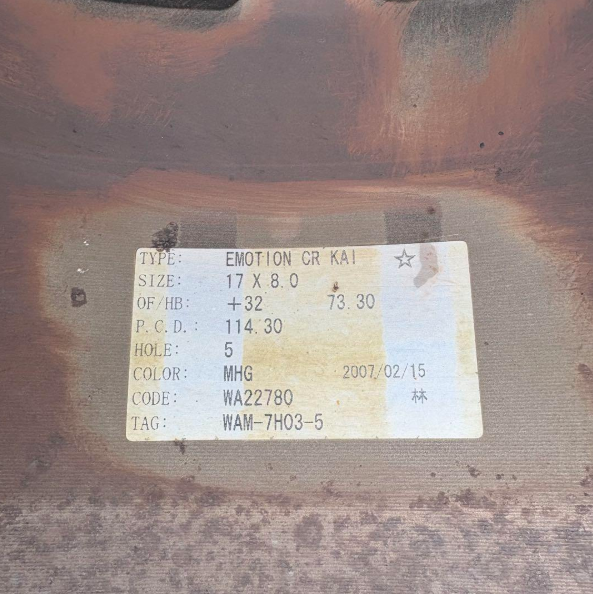 TYPE: EMOTION CR KAI ☆
SIZE: 17 X 8.0
OF/HB: +32 73.30
P.C.D.: 114.30
HOLE: 5
COLOR: MHG 2007/02/15
CODE: WA22780 林
TAG: WAM-7H03-5